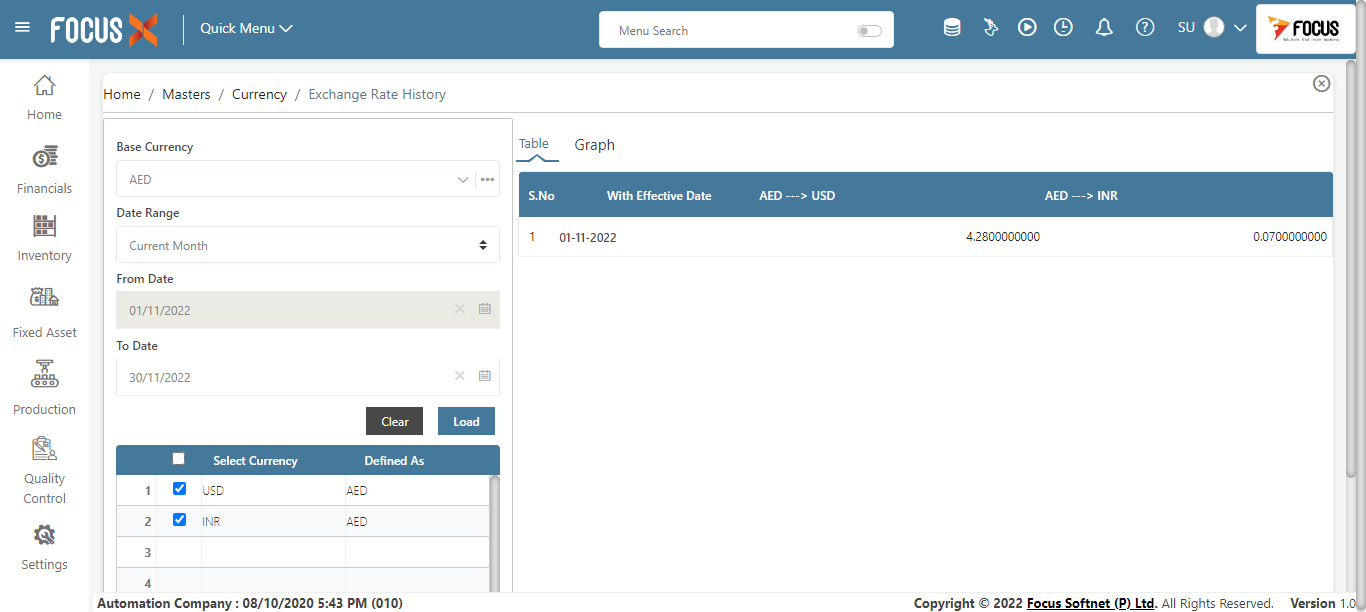 FOCUS X
Quick Menu
Menu Search
SU
FOCUS
Home
Financials
Inventory
Fixed Asset
Production
Quality
Control
Settings
Home / Masters / Currency / Exchange Rate History
Base Currency
AED
Date Range
Current Month
From Date
01/11/2022
To Date
30/11/2022
Clear Load
Select Currency Defined As
1 USD AED
2 INR AED
3
4
Table Graph
S.No With Effective Date AED ---> USD AED ---> INR
1 01-11-2022 4.2800000000 0.0700000000
Automation Company : 08/10/2020 5:43 PM (010)
Copyright © 2022 Focus Softnet (P) Ltd. All Rights Reserved. Version 1.0